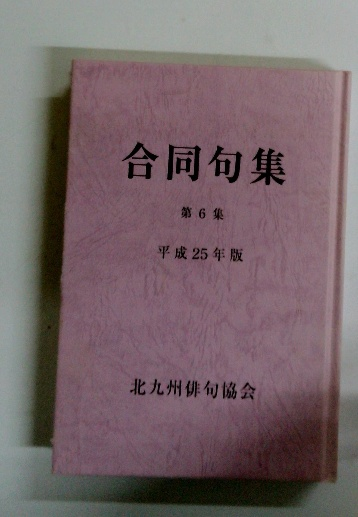 合同句集
第6集
平成25年版
北九州俳句協会